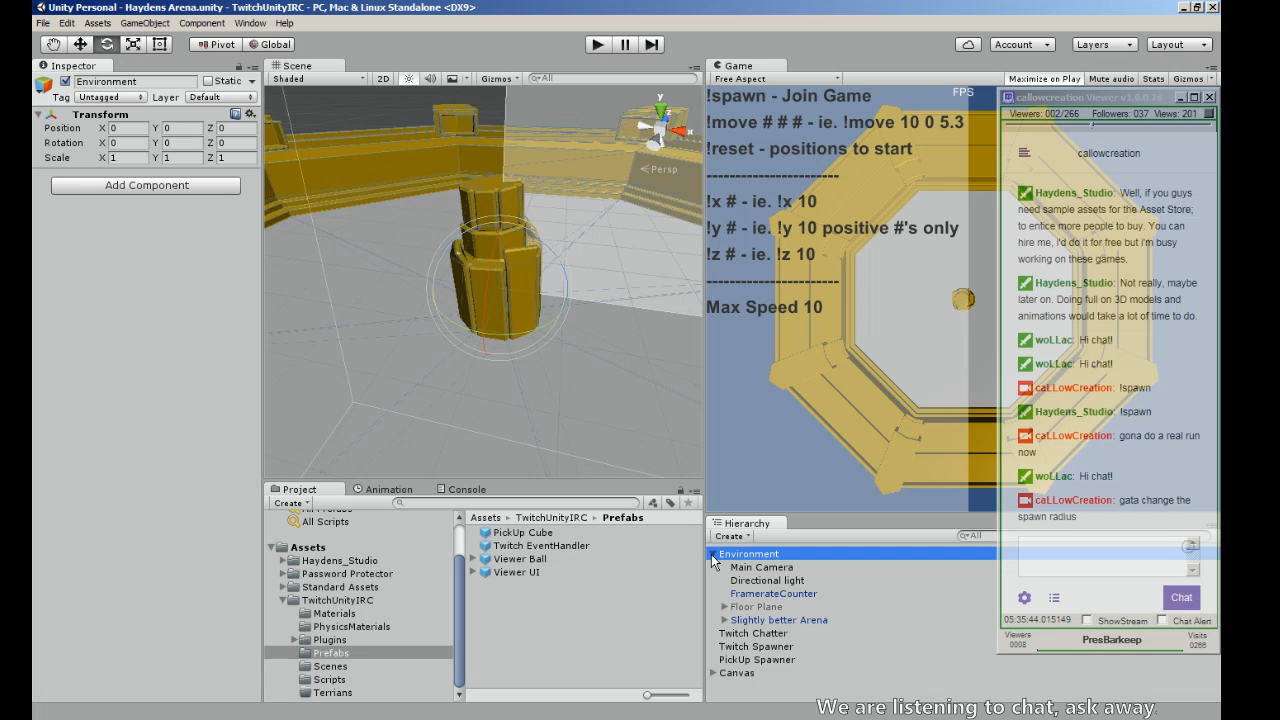 Unity Personal - Haydens Arena.unity - TwitchUnityIRC - PC, Mac & Linux Standalone <DX9>
File Edit Assets GameObject Component Window Help
Pivot Global Account Layers Layout
Inspector
Environment Static
Tag Untagged Layer Default
Transform
Position X 0 Y 0 Z 0
Rotation X 0 Y 0 Z 0
Scale X 1 Y 1 Z 1
Add Component
Scene
Shaded 2D Gizmos All
y
x
Persp
Game
Free Aspect Maximize on Play Mute audio Stats Gizmos
FPS
!spawn - Join Game
!move # # # - ie. !move 10 0 5.3
!reset - positions to start
-----------------------
!x # - ie. !x 10
!y # - ie. !y 10 positive #'s only
!z # - ie. !z 10
-----------------------
Max Speed 10
Viewers: 002/266 Followers: 037 Views: 201
callowcreation
Haydens_Studio: Well, if you guys
need sample assets for the Asset Store;
to entice more people to buy. You can
hire me, I'd do it for free but i'm busy
working on these games.
Haydens_Studio: Not really, maybe
later on. Doing full on 3D models and
animations would take a lot of time to do.
woLLac: Hi chat!
woLLac: Hi chat!
caLLowCreation: !spawn
Haydens_Studio: !spawn
caLLowCreation: gona do a real run
now
woLLac: Hi chat!
caLLowCreation: gata change the
spawn radius
Chat
05:35:44.015149 ShowStream Chat Alert
Viewers
0008
PresBarkeep
Visits
0266
Project Animation Console
Create
All Scripts
Assets
Haydens_Studio
Password Protector
Standard Assets
TwitchUnityIRC
Materials
PhysicsMaterials
Plugins
Prefabs
Scenes
Scripts
Terrians
Assets TwitchUnityIRC Prefabs
PickUp Cube
Twitch EventHandler
Viewer Ball
Viewer UI
Hierarchy
Create All
Environment
Main Camera
Directional light
FramerateCounter
Floor Plane
Slightly better Arena
Twitch Chatter
Twitch Spawner
PickUp Spawner
Canvas
We are listening to chat, ask away.